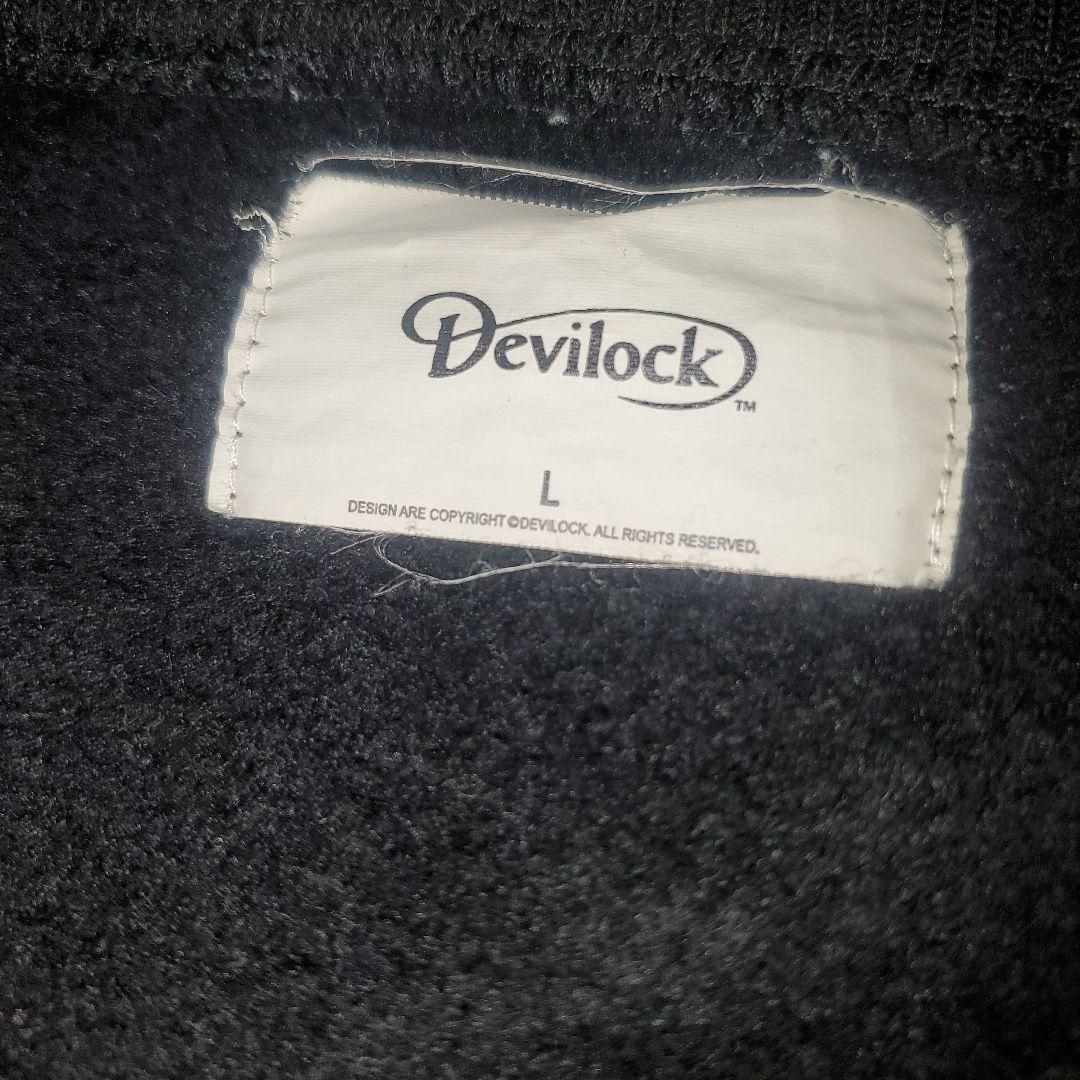 Devilock
TM
L
DESIGN ARE COPYRIGHT ©DEVILOCK. ALL RIGHTS RESERVED.